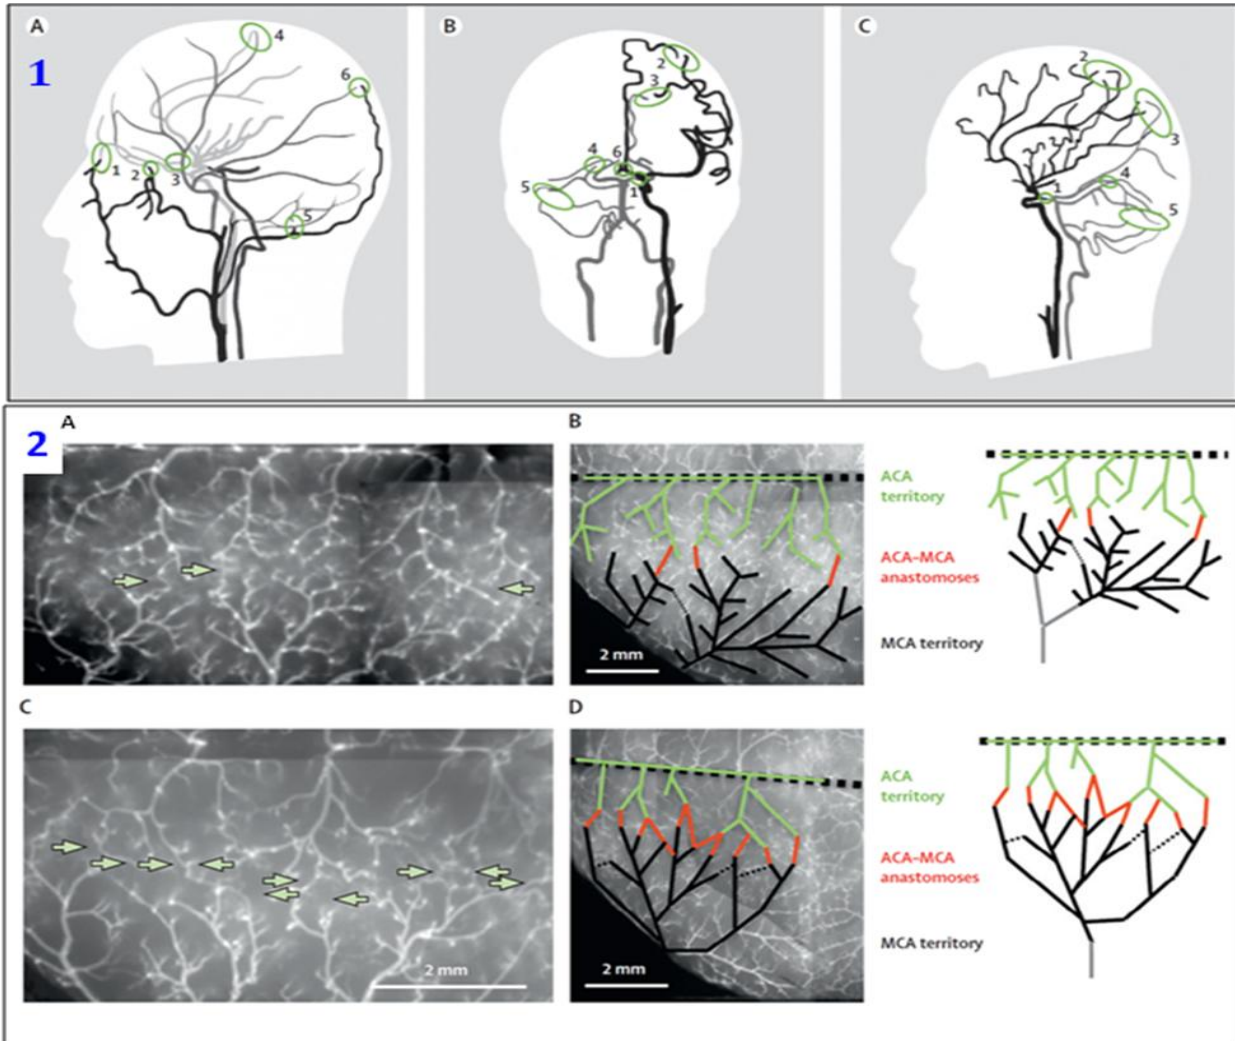 A
B
C
1
4
6
1
2
3
5
2
3
4
6
5
1
2
3
1
4
5
2
A
B
ACA
territory
ACA–MCA
anastomoses
MCA territory
2 mm
C
D
ACA
territory
ACA–MCA
anastomoses
MCA territory
2 mm
2 mm